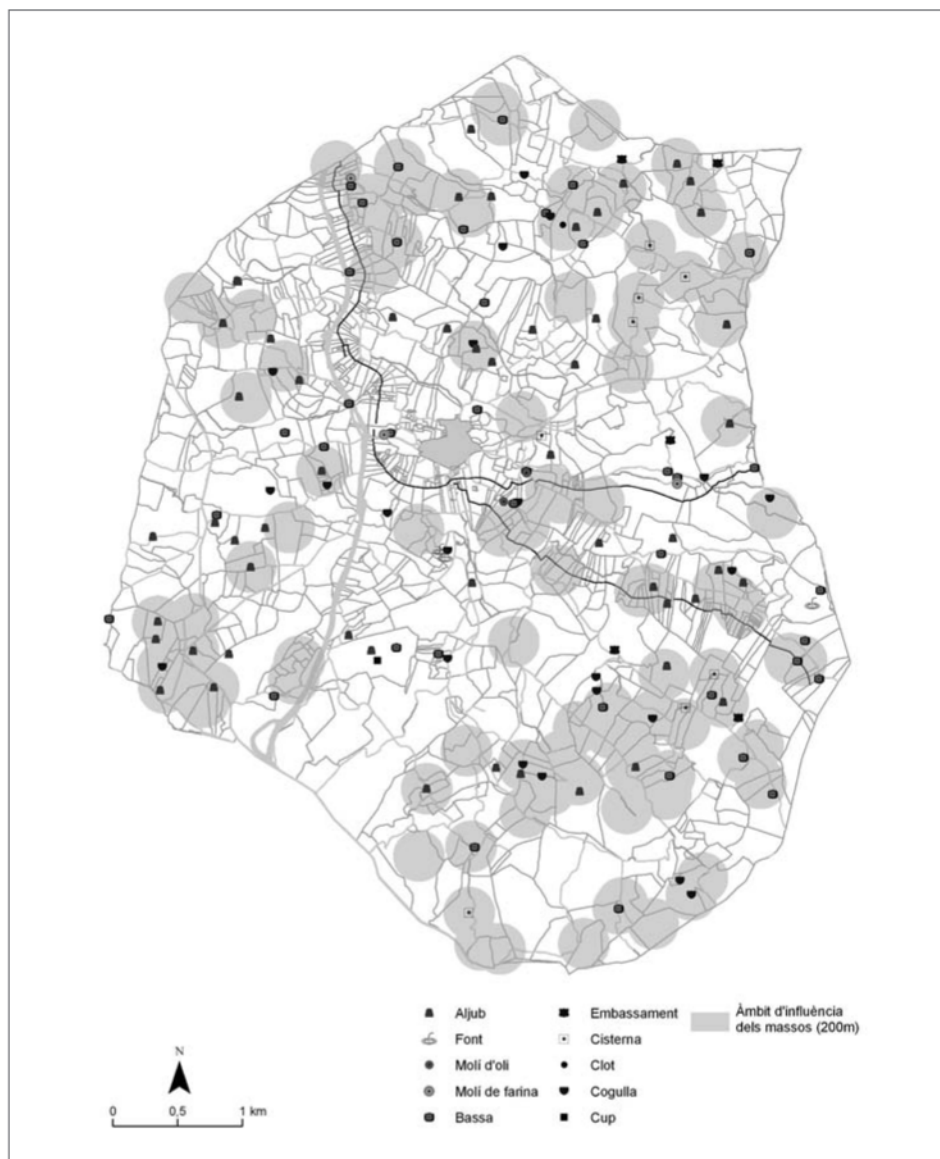 Aljub
Font
Molí d'oli
Molí de farina
Bassa
Embassament
Cisterna
Clot
Cogulla
Cup
Àmbit d'influència
dels massos (200m)
N
0 0,5 1 km